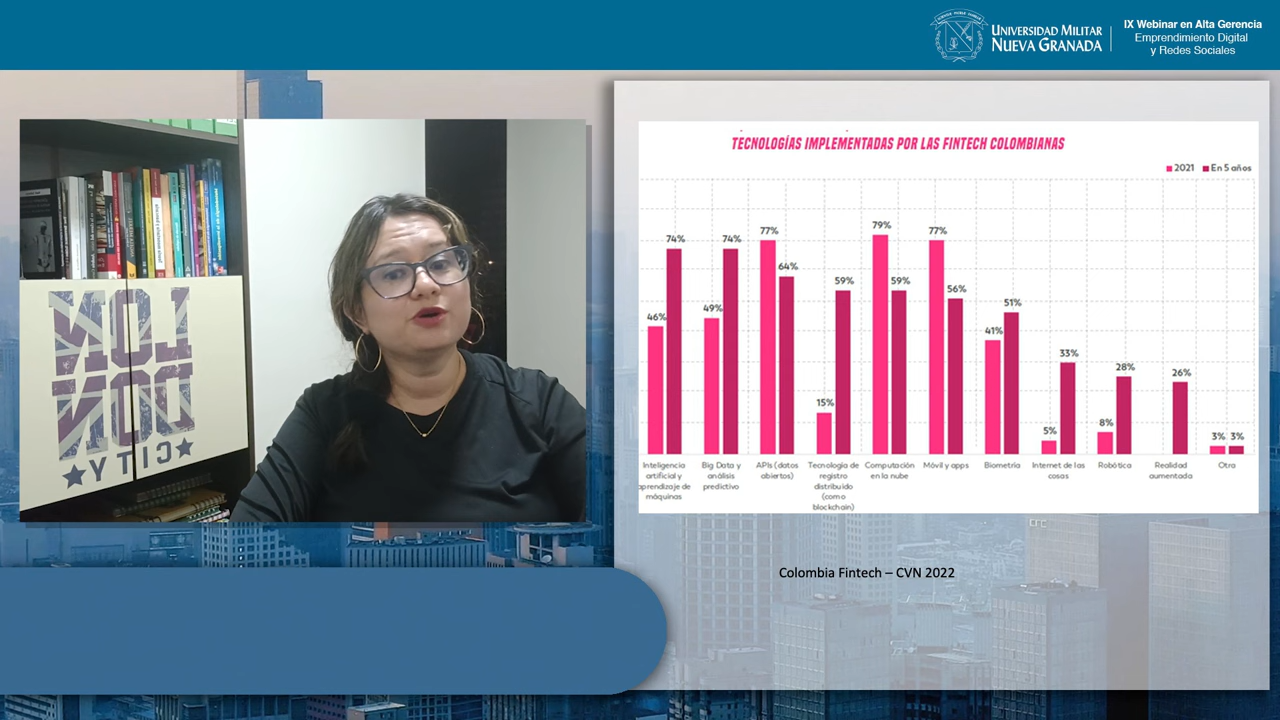 UNIVERSIDAD MILITAR
NUEVA GRANADA
IX Webinar en Alta Gerencia
Emprendimiento Digital
y Redes Sociales
LON
DON
CITY
TECNOLOGÍAS IMPLEMENTADAS POR LAS FINTECH COLOMBIANAS
2021 En 5 años
46% 74% 49% 74% 77% 64% 15% 59% 79% 59% 77% 56% 41% 51% 5% 33% 8% 28% 26% 3% 3%
Inteligencia
artificial y
aprendizaje de
máquinas
Big Data y
análisis
predictivo
APIs (datos
abiertos)
Tecnología de
registro
distribuido
(como
blockchain)
Computación
en la nube
Móvil y apps
Biometría
Internet de las
cosas
Robótica
Realidad
aumentada
Otra
Colombia Fintech – CVN 2022